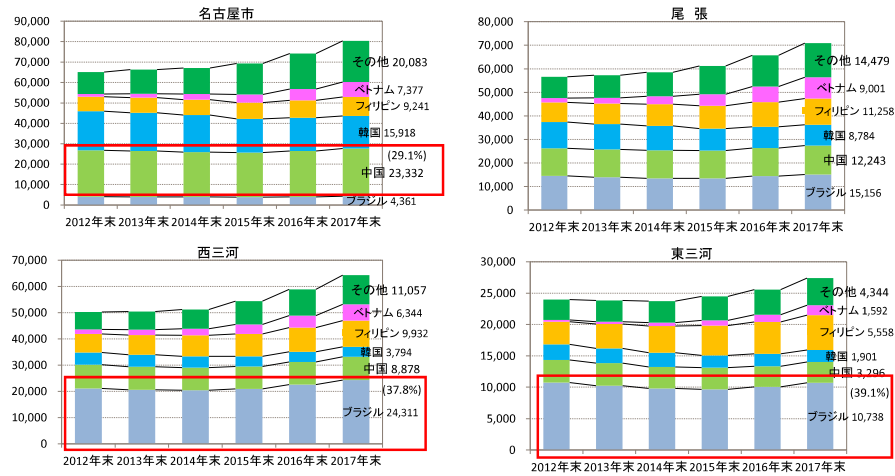 名古屋市
90,000
80,000
70,000
60,000
50,000
40,000
30,000
20,000
10,000
0
その他 20,083
ベトナム 7,377
フィリピン 9,241
韓国 15,918
(29.1%)
中国 23,332
ブラジル 4,361
2012年末 2013年末 2014年末 2015年末 2016年末 2017年末
尾 張
80,000
70,000
60,000
50,000
40,000
30,000
20,000
10,000
0
その他 14,479
ベトナム 9,001
フィリピン 11,258
韓国 8,784
中国 12,243
ブラジル 15,156
2012年末 2013年末 2014年末 2015年末 2016年末 2017年末
西三河
70,000
60,000
50,000
40,000
30,000
20,000
10,000
0
その他 11,057
ベトナム 6,344
フィリピン 9,932
韓国 3,794
中国 8,878
(37.8%)
ブラジル 24,311
2012年末 2013年末 2014年末 2015年末 2016年末 2017年末
東三河
30,000
25,000
20,000
15,000
10,000
5,000
0
その他 4,344
ベトナム 1,592
フィリピン 5,558
韓国 1,901
中国 3,296
(39.1%)
ブラジル 10,738
2012年末 2013年末 2014年末 2015年末 2016年末 2017年末